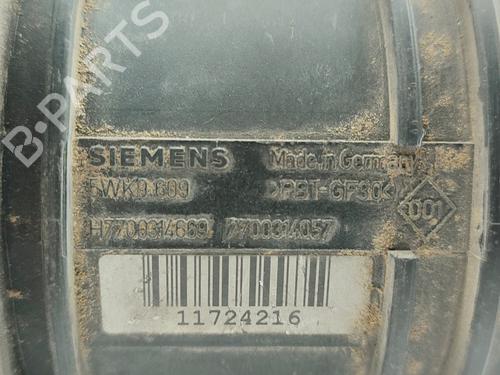 B-PARTS
SIEMENS Made in Germany
5WK9 609 >PBT-GF30<
H7700314669 7700314057
001
11724216